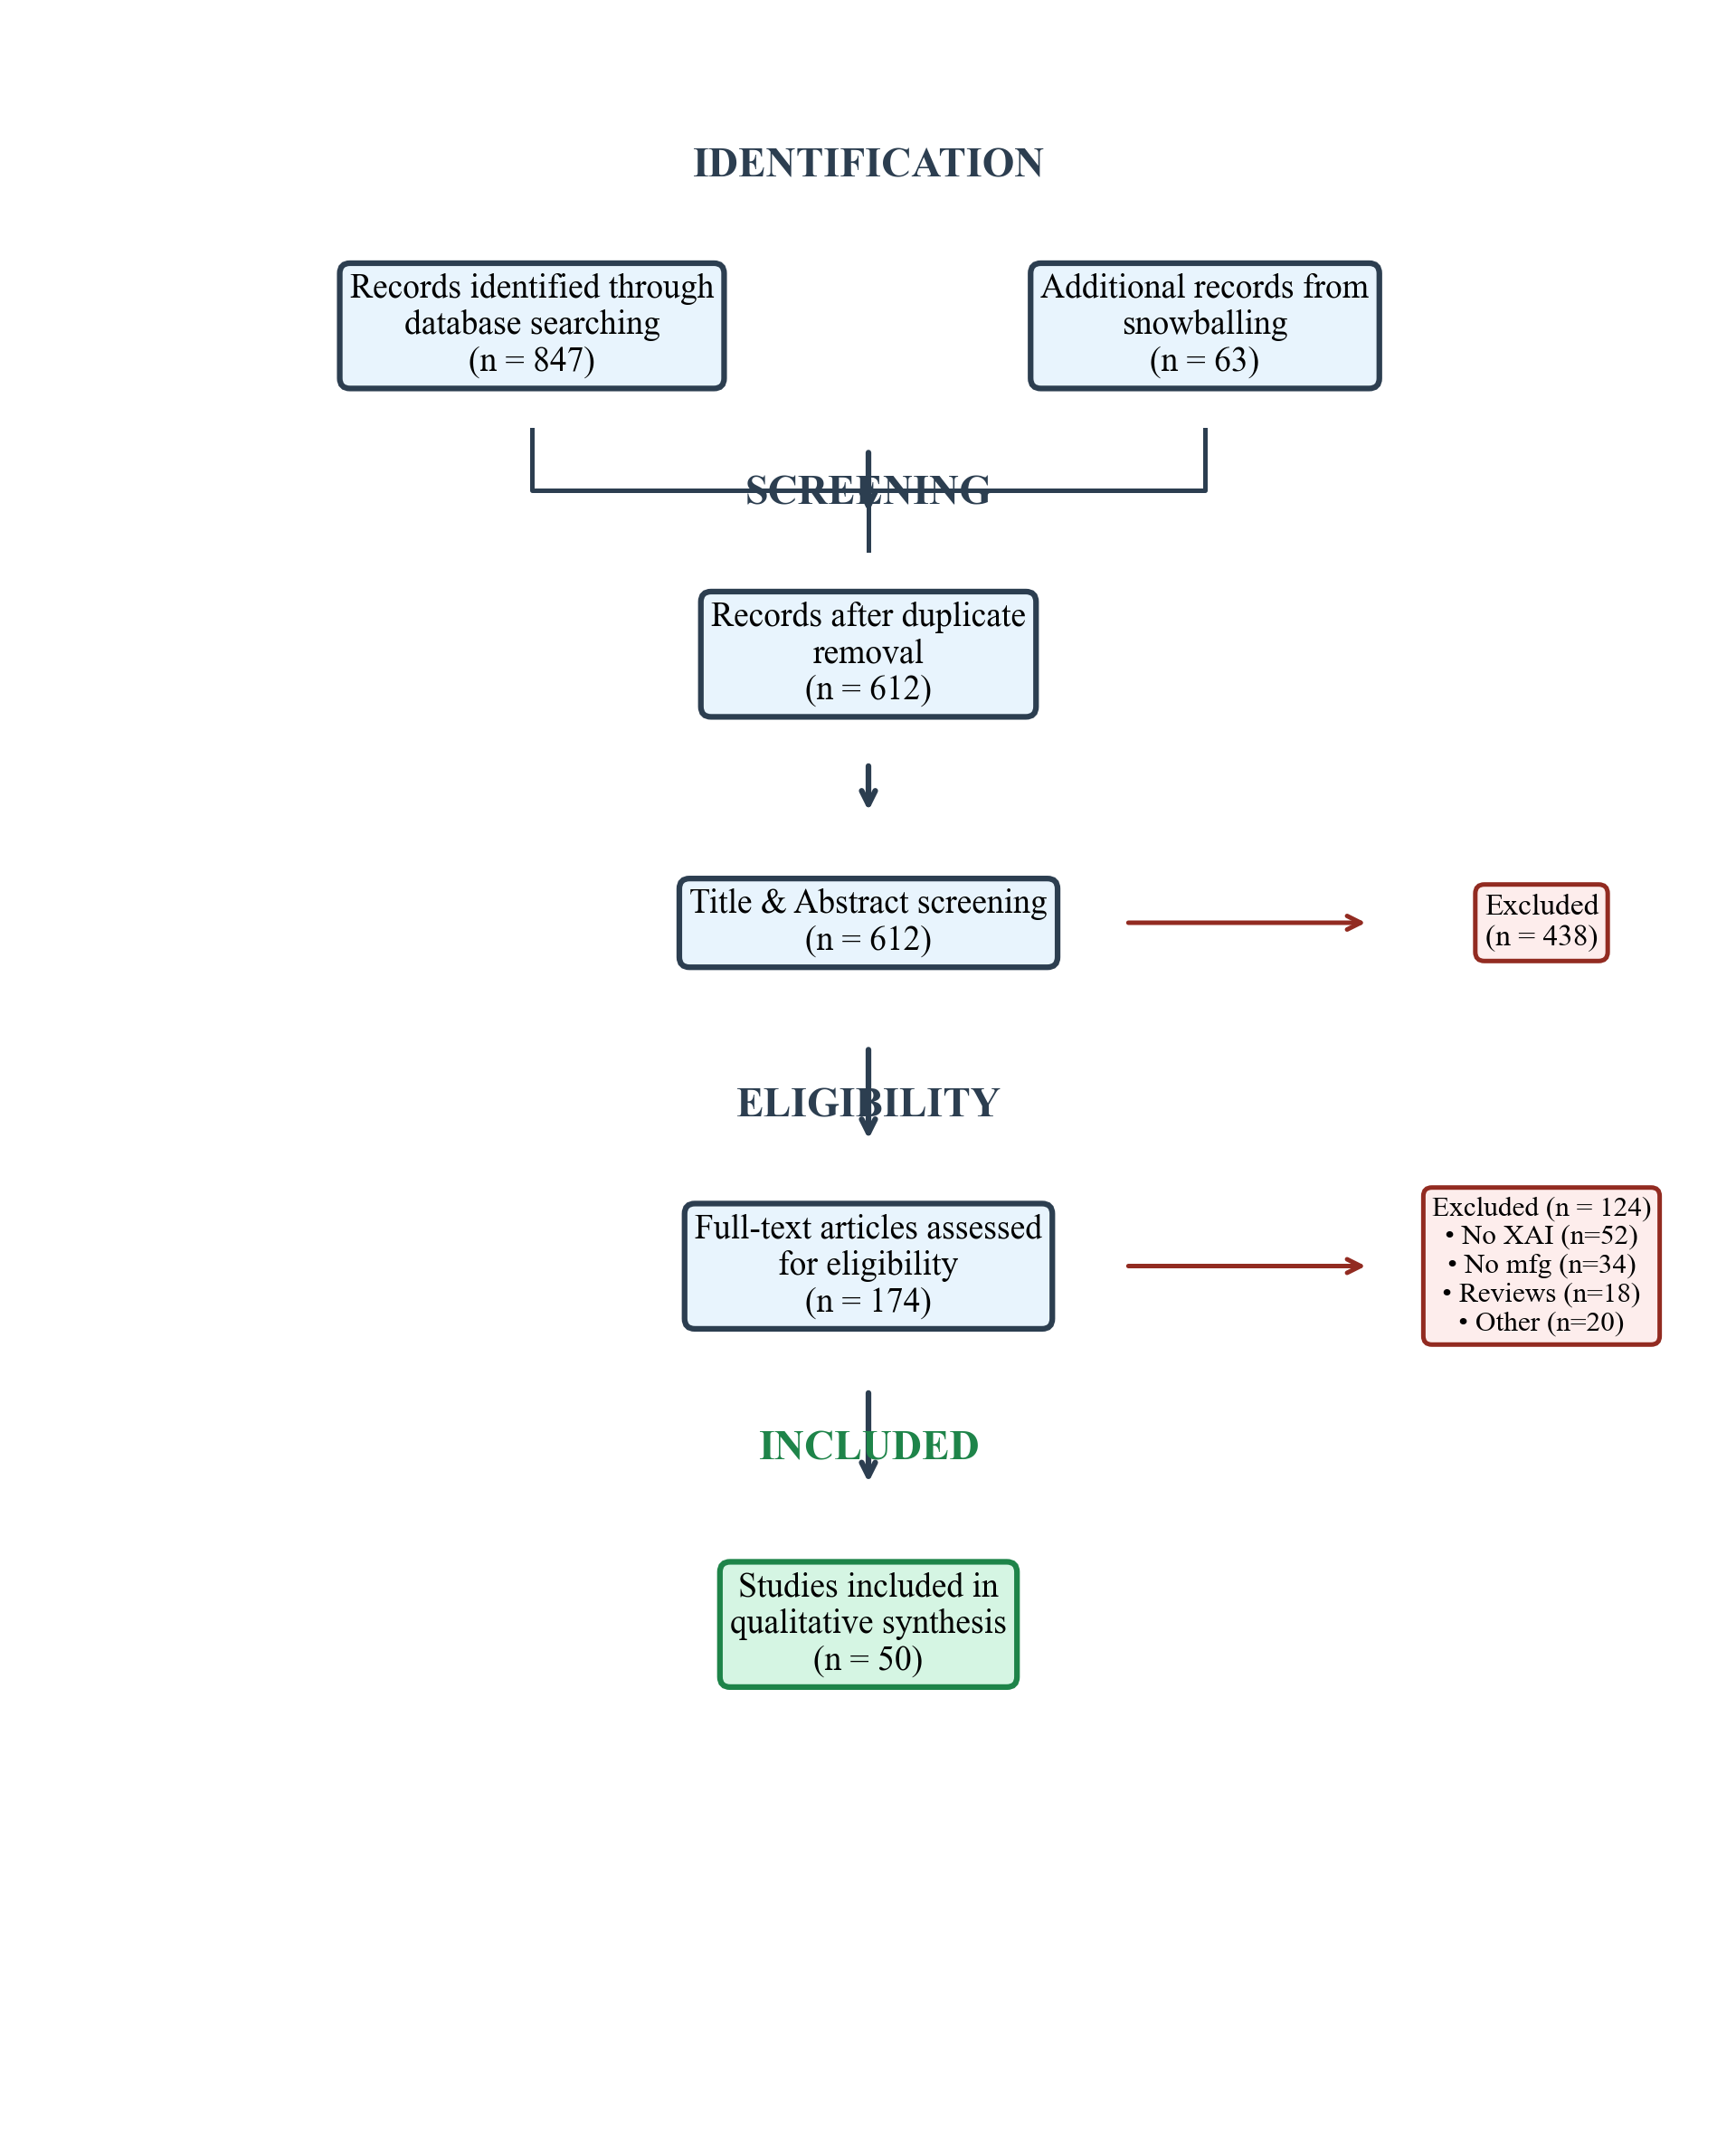 IDENTIFICATION
Records identified through
database searching
(n = 847)
Additional records from
snowballing
(n = 63)
SCREENING
Records after duplicate
removal
(n = 612)
Title & Abstract screening
(n = 612)
Excluded
(n = 438)
ELIGIBILITY
Full-text articles assessed
for eligibility
(n = 174)
Excluded (n = 124)
• No XAI (n=52)
• No mfg (n=34)
• Reviews (n=18)
• Other (n=20)
INCLUDED
Studies included in
qualitative synthesis
(n = 50)